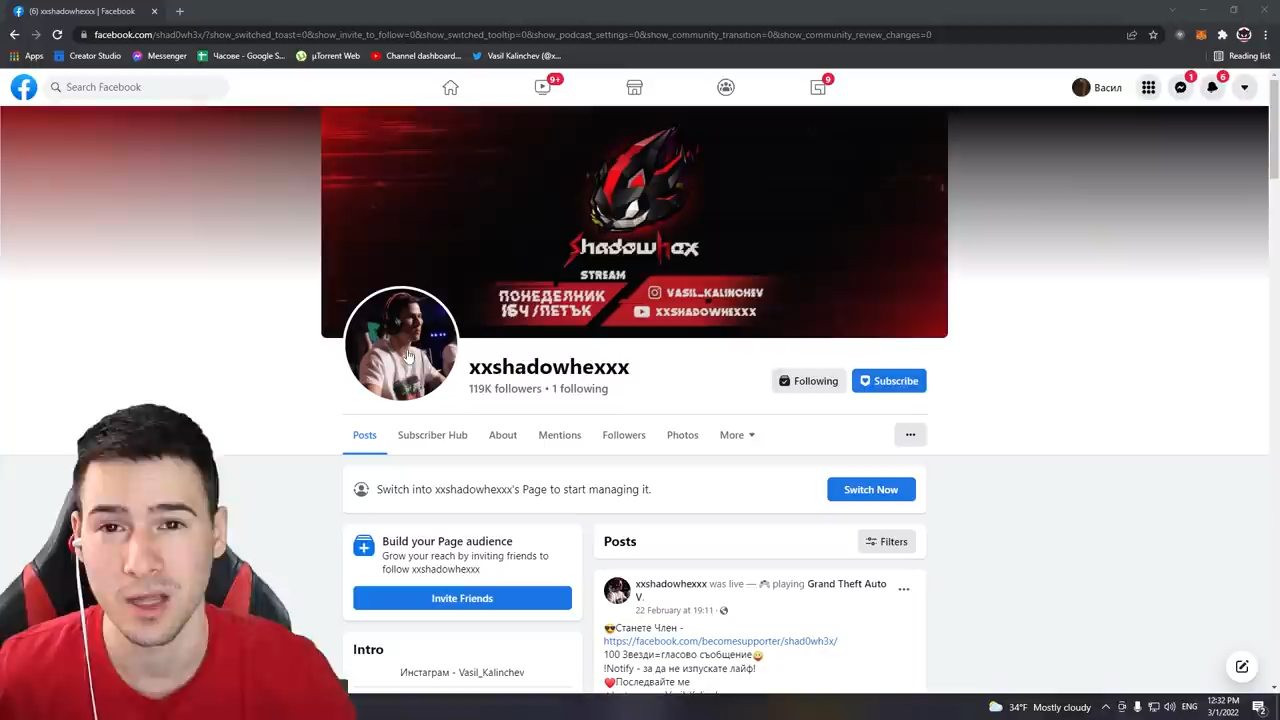 (6) xxshadowhexxx | Facebook
facebook.com/shad0wh3x/?show_switched_toast=0&show_invite_to_follow=0&show_switched_tooltip=0&show_podcast_settings=0&show_community_transition=0&show_community_review_changes=0
Apps Creator Studio Messenger Часове - Google S... µTorrent Web Channel dashboard... Vasil Kalinchev (@x... Reading list
Search Facebook 9+ 9 Васил 1 6
Shadowhax
STREAM
ПОНЕДЕЛНИК VASIL_KALINCHEV
16Ч/ПЕТЪК XXSHADOWHEXXX
xxshadowhexxx
119K followers • 1 following
Following Subscribe
Posts Subscriber Hub About Mentions Followers Photos More
Switch into xxshadowhexxx's Page to start managing it. Switch Now
Build your Page audience
Grow your reach by inviting friends to
follow xxshadowhexxx
Invite Friends
Intro
Инстаграм - Vasil_Kalinchev
Posts Filters
xxshadowhexxx was live — playing Grand Theft Auto
V.
22 February at 19:11
Станете Член -
https://facebook.com/becomesupporter/shad0wh3x/
100 Звезди=гласово съобщение
!Notify - за да не изпускате лайф!
Последвайте ме
34°F Mostly cloudy ENG 12:32 PM
3/1/2022 2